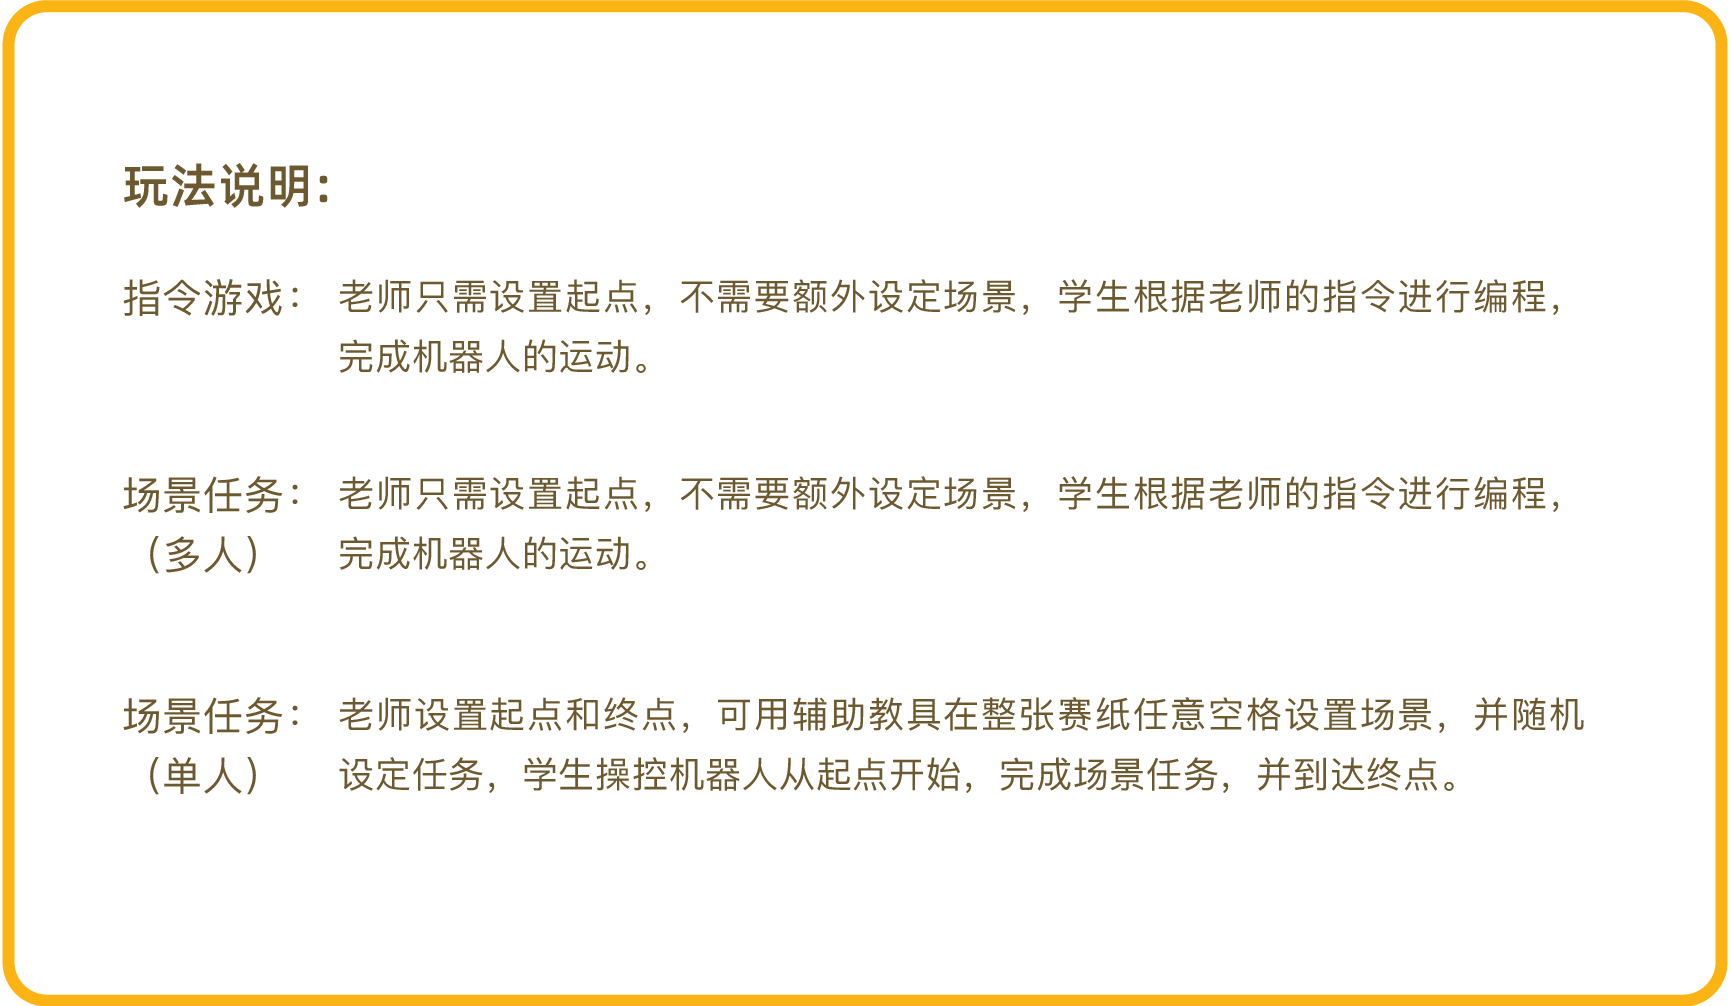 玩法说明：
指令游戏： 老师只需设置起点，不需要额外设定场景，学生根据老师的指令进行编程，
完成机器人的运动。
场景任务： 老师只需设置起点，不需要额外设定场景，学生根据老师的指令进行编程，
（多人） 完成机器人的运动。
场景任务： 老师设置起点和终点，可用辅助教具在整张赛纸任意空格设置场景，并随机
（单人） 设定任务，学生操控机器人从起点开始，完成场景任务，并到达终点。